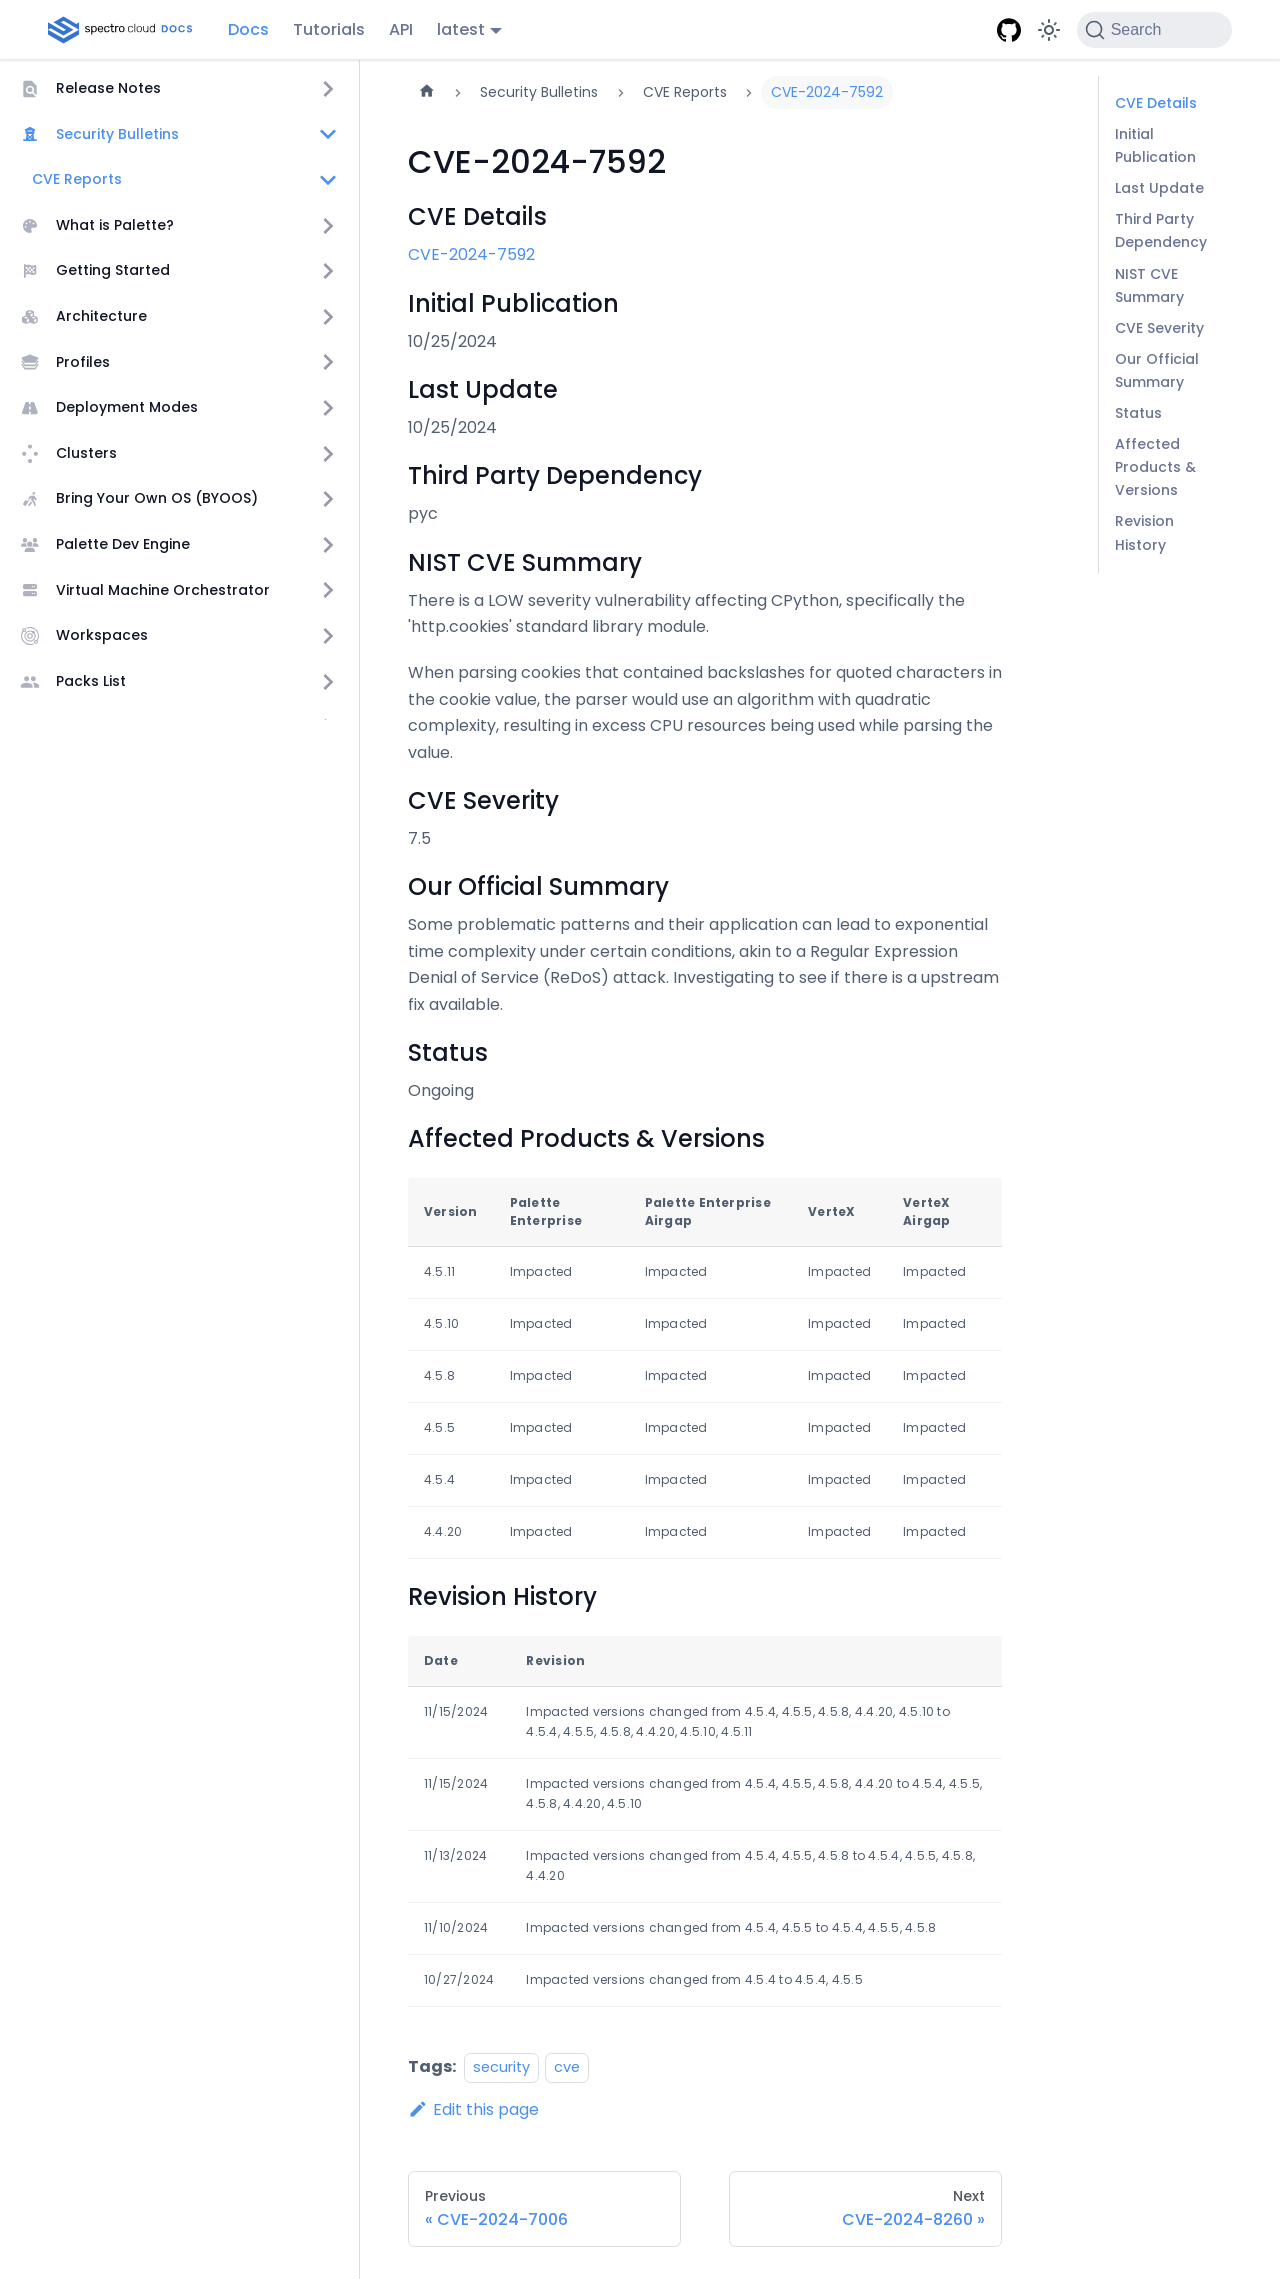 spectro cloud DOCS
Docs
Tutorials
API
latest
Search
Release Notes
Security Bulletins
CVE Reports
What is Palette?
Getting Started
Architecture
Profiles
Deployment Modes
Clusters
Bring Your Own OS (BYOOS)
Palette Dev Engine
Virtual Machine Orchestrator
Workspaces
Packs List
Security Bulletins
CVE Reports
CVE-2024-7592
CVE-2024-7592
CVE Details
CVE-2024-7592
Initial Publication
10/25/2024
Last Update
10/25/2024
Third Party Dependency
pyc
NIST CVE Summary
There is a LOW severity vulnerability affecting CPython, specifically the
'http.cookies' standard library module.
When parsing cookies that contained backslashes for quoted characters in
the cookie value, the parser would use an algorithm with quadratic
complexity, resulting in excess CPU resources being used while parsing the
value.
CVE Severity
7.5
Our Official Summary
Some problematic patterns and their application can lead to exponential
time complexity under certain conditions, akin to a Regular Expression
Denial of Service (ReDoS) attack. Investigating to see if there is a upstream
fix available.
Status
Ongoing
Affected Products & Versions
Version Palette Enterprise Palette Enterprise Airgap VerteX VerteX Airgap
4.5.11 Impacted Impacted Impacted Impacted
4.5.10 Impacted Impacted Impacted Impacted
4.5.8 Impacted Impacted Impacted Impacted
4.5.5 Impacted Impacted Impacted Impacted
4.5.4 Impacted Impacted Impacted Impacted
4.4.20 Impacted Impacted Impacted Impacted
Revision History
Date Revision
11/15/2024 Impacted versions changed from 4.5.4, 4.5.5, 4.5.8, 4.4.20, 4.5.10 to
4.5.4, 4.5.5, 4.5.8, 4.4.20, 4.5.10, 4.5.11
11/15/2024 Impacted versions changed from 4.5.4, 4.5.5, 4.5.8, 4.4.20 to 4.5.4, 4.5.5,
4.5.8, 4.4.20, 4.5.10
11/13/2024 Impacted versions changed from 4.5.4, 4.5.5, 4.5.8 to 4.5.4, 4.5.5, 4.5.8,
4.4.20
11/10/2024 Impacted versions changed from 4.5.4, 4.5.5 to 4.5.4, 4.5.5, 4.5.8
10/27/2024 Impacted versions changed from 4.5.4 to 4.5.4, 4.5.5
Tags: security cve
Edit this page
Previous
« CVE-2024-7006
Next
CVE-2024-8260 »
CVE Details
Initial
Publication
Last Update
Third Party
Dependency
NIST CVE
Summary
CVE Severity
Our Official
Summary
Status
Affected
Products &
Versions
Revision
History